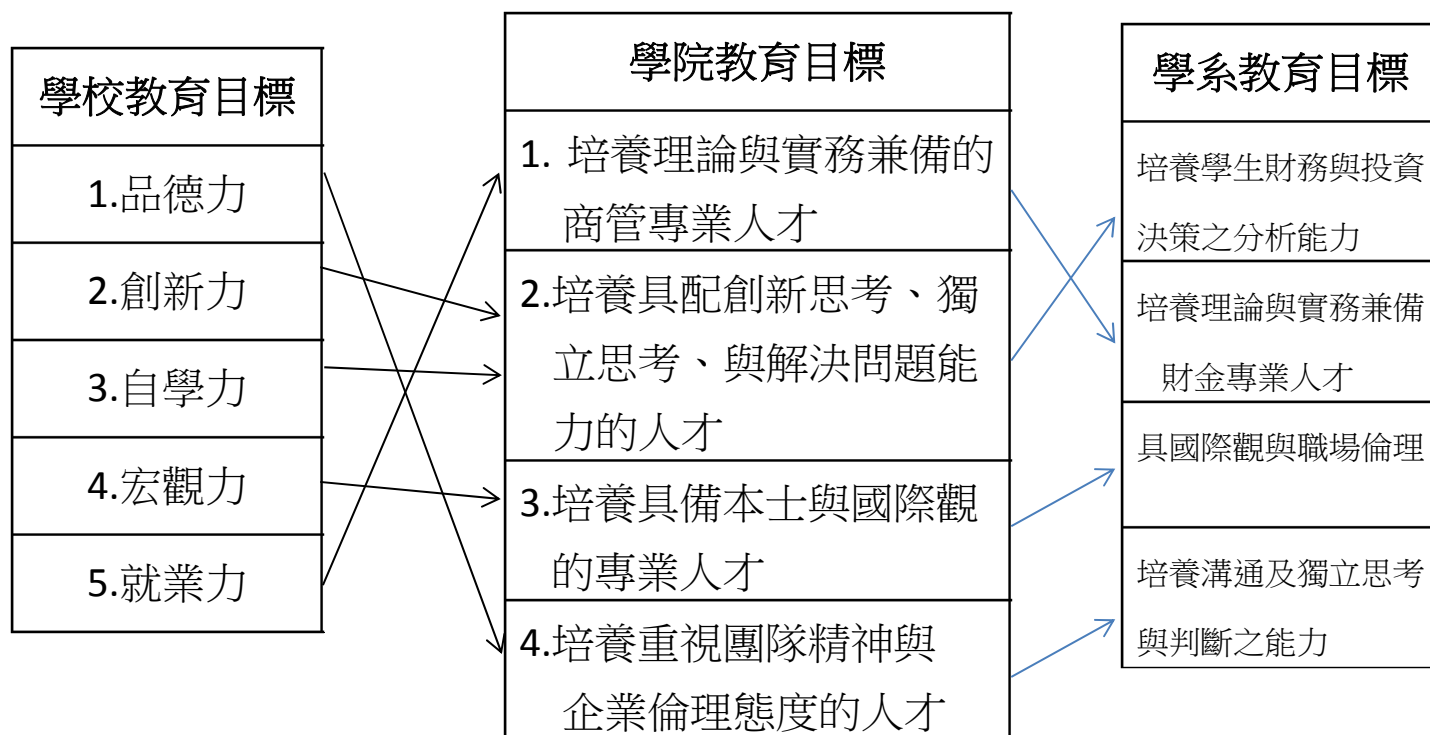 學校教育目標
1.品德力
2.創新力
3.自學力
4.宏觀力
5.就業力
學院教育目標
1. 培養理論與實務兼備的
商管專業人才
2.培養具配創新思考、獨
立思考、與解決問題能
力的人才
3.培養具備本士與國際觀
的專業人才
4.培養重視團隊精神與
企業倫理態度的人才
學系教育目標
培養學生財務與投資
決策之分析能力
培養理論與實務兼備
財金專業人才
具國際觀與職場倫理
培養溝通及獨立思考
與判斷之能力